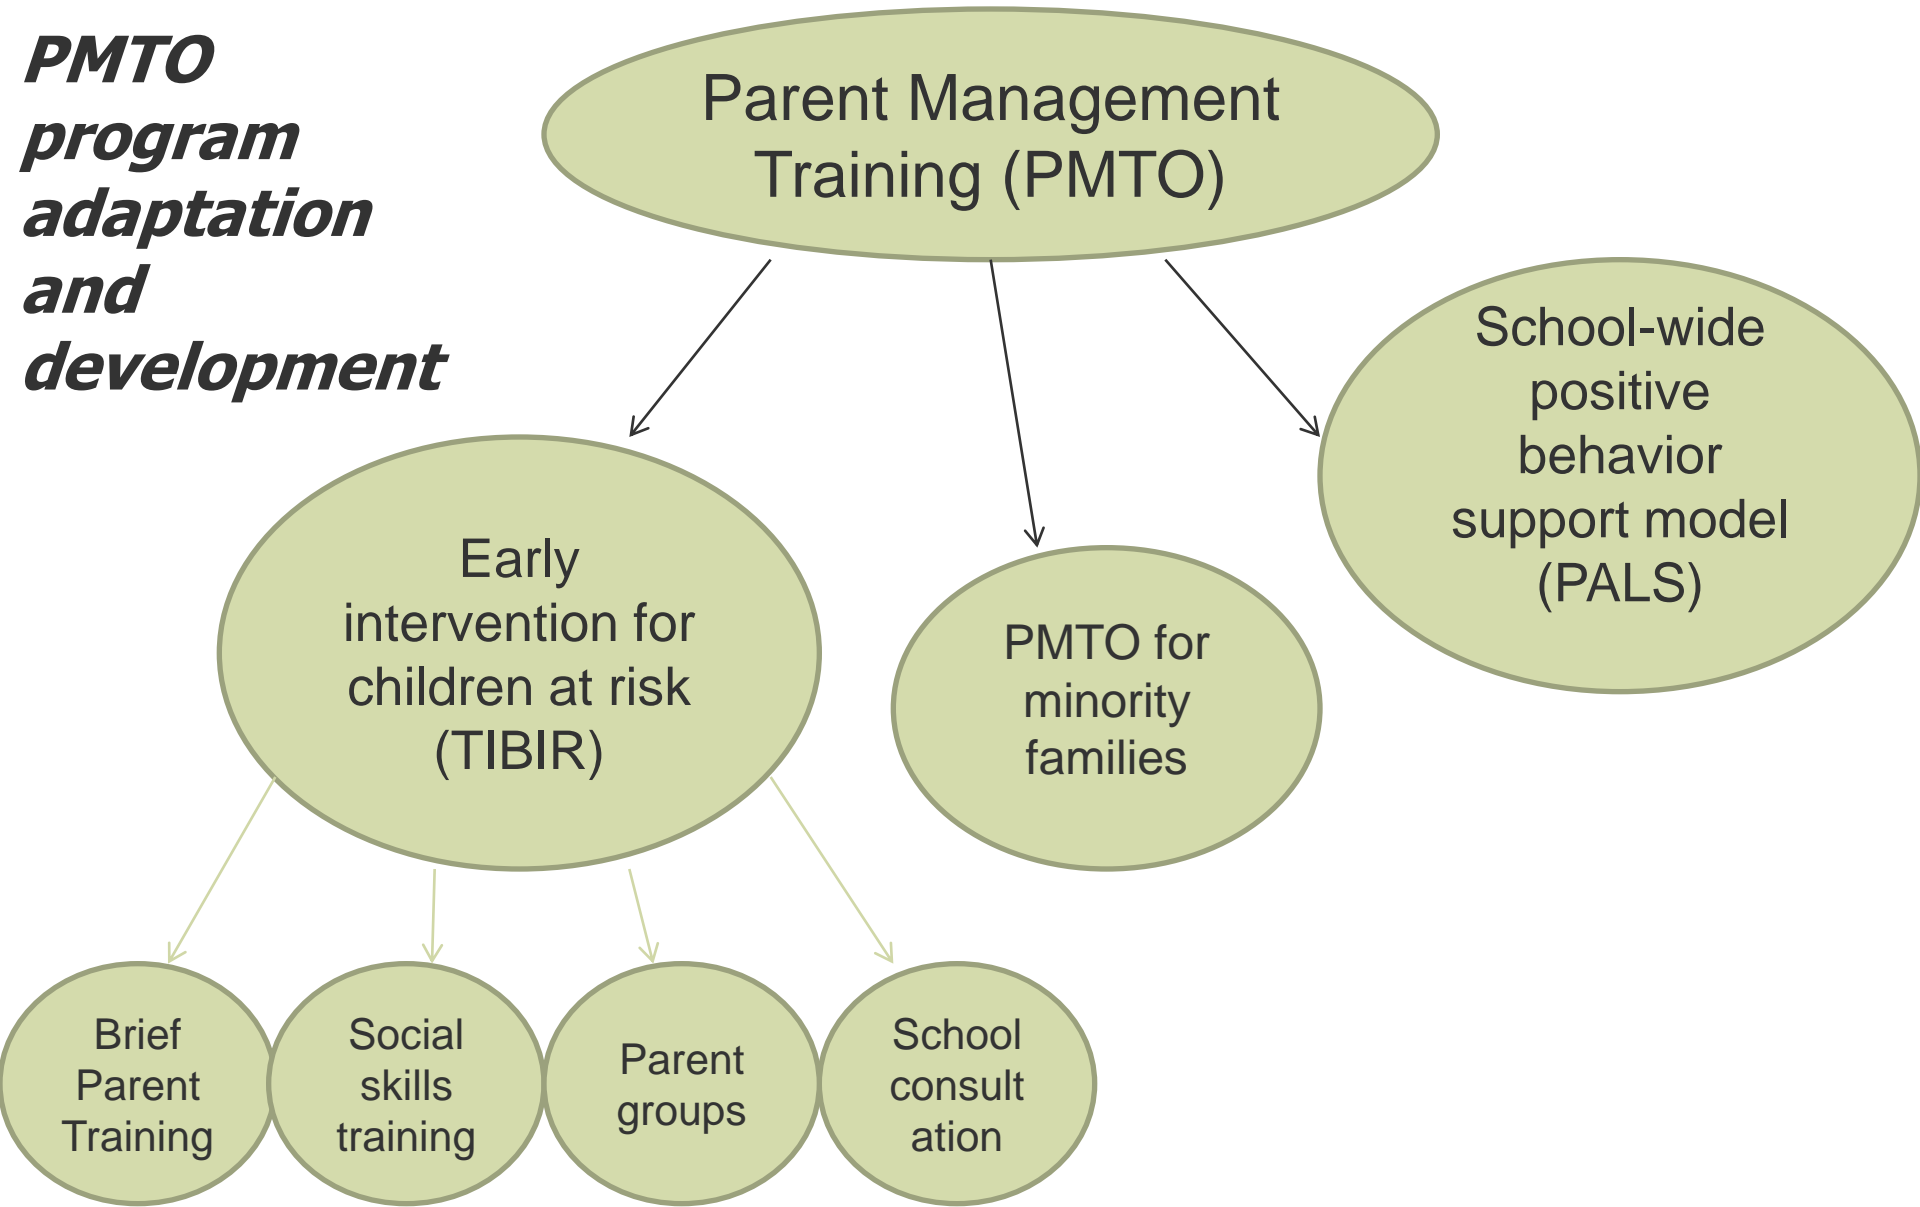 PMTO
program
adaptation
and
development
Parent Management
Training (PMTO)
School-wide
positive
behavior
support model
(PALS)
Early
intervention for
children at risk
(TIBIR)
PMTO for
minority
families
Brief
Parent
Training
Social
skills
training
Parent
groups
School
consult
ation